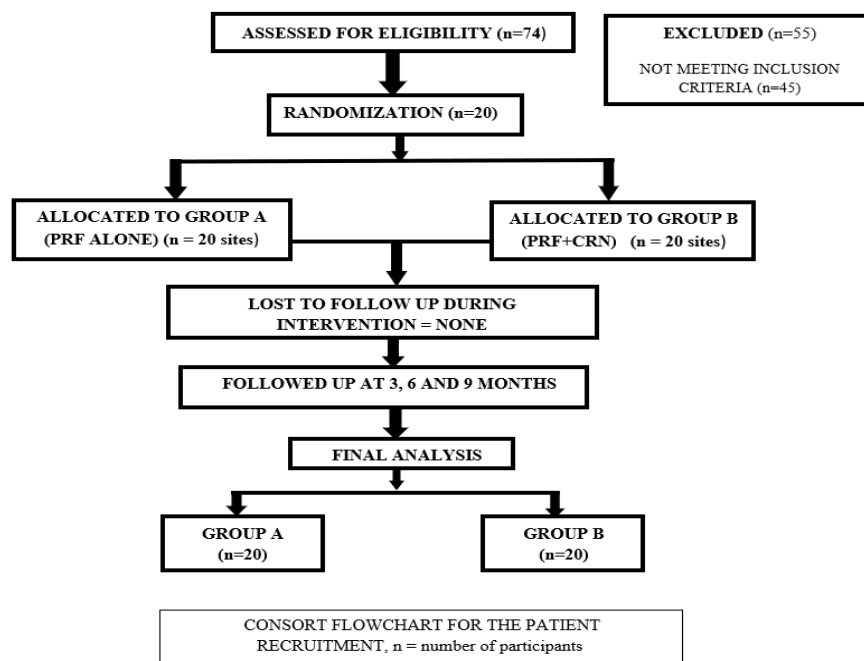 ASSESSED FOR ELIGIBILITY (n=74)
EXCLUDED (n=55)
NOT MEETING INCLUSION
CRITERIA (n=45)
RANDOMIZATION (n=20)
ALLOCATED TO GROUP A
(PRF ALONE) (n = 20 sites)
ALLOCATED TO GROUP B
(PRF+CRN) (n = 20 sites)
LOST TO FOLLOW UP DURING
INTERVENTION = NONE
FOLLOWED UP AT 3, 6 AND 9 MONTHS
FINAL ANALYSIS
GROUP A
(n=20)
GROUP B
(n=20)
CONSORT FLOWCHART FOR THE PATIENT
RECRUITMENT, n = number of participants